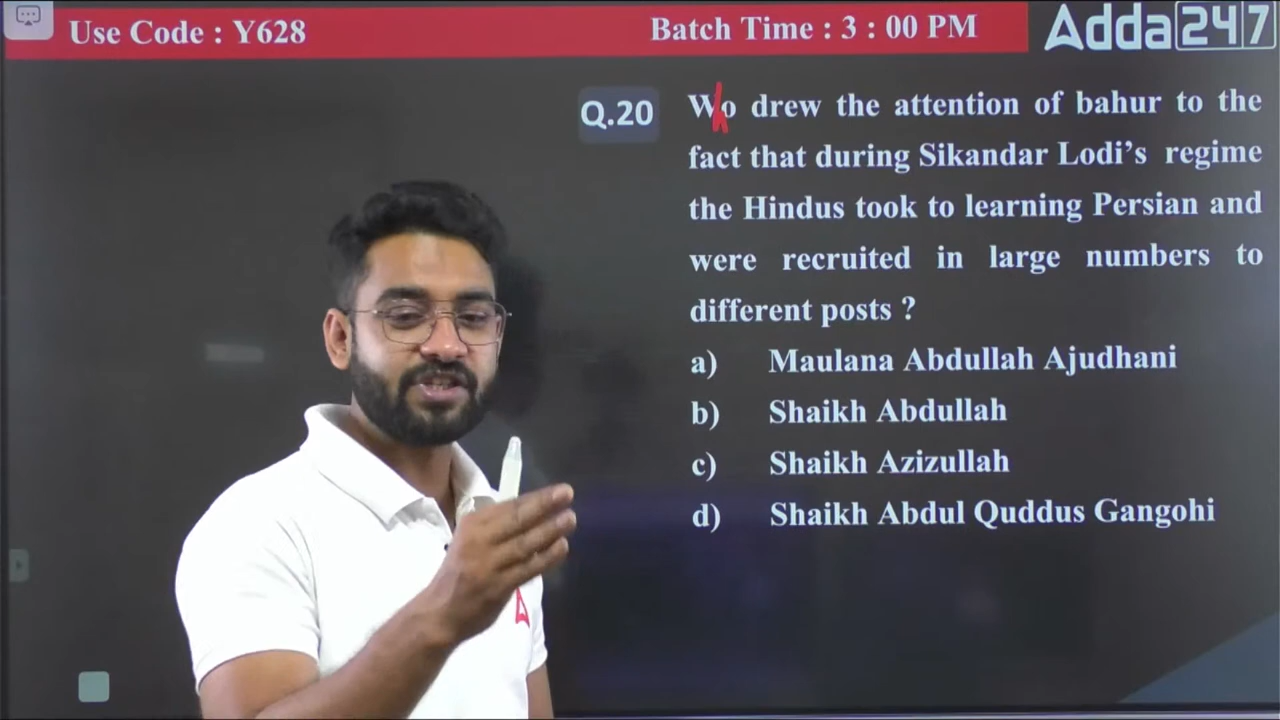 Use Code : Y628
Batch Time : 3 : 00 PM
Adda247
Q.20
Who drew the attention of bahur to the
fact that during Sikandar Lodi's regime
the Hindus took to learning Persian and
were recruited in large numbers to
different posts ?
a) Maulana Abdullah Ajudhani
b) Shaikh Abdullah
c) Shaikh Azizullah
d) Shaikh Abdul Quddus Gangohi